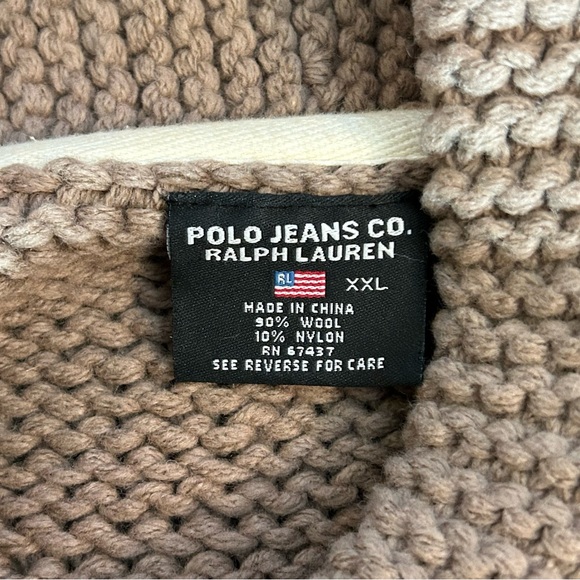 POLO JEANS CO.
RALPH LAUREN
RL XXL
MADE IN CHINA
90% WOOL
10% NYLON
RN 67437
SEE REVERSE FOR CARE